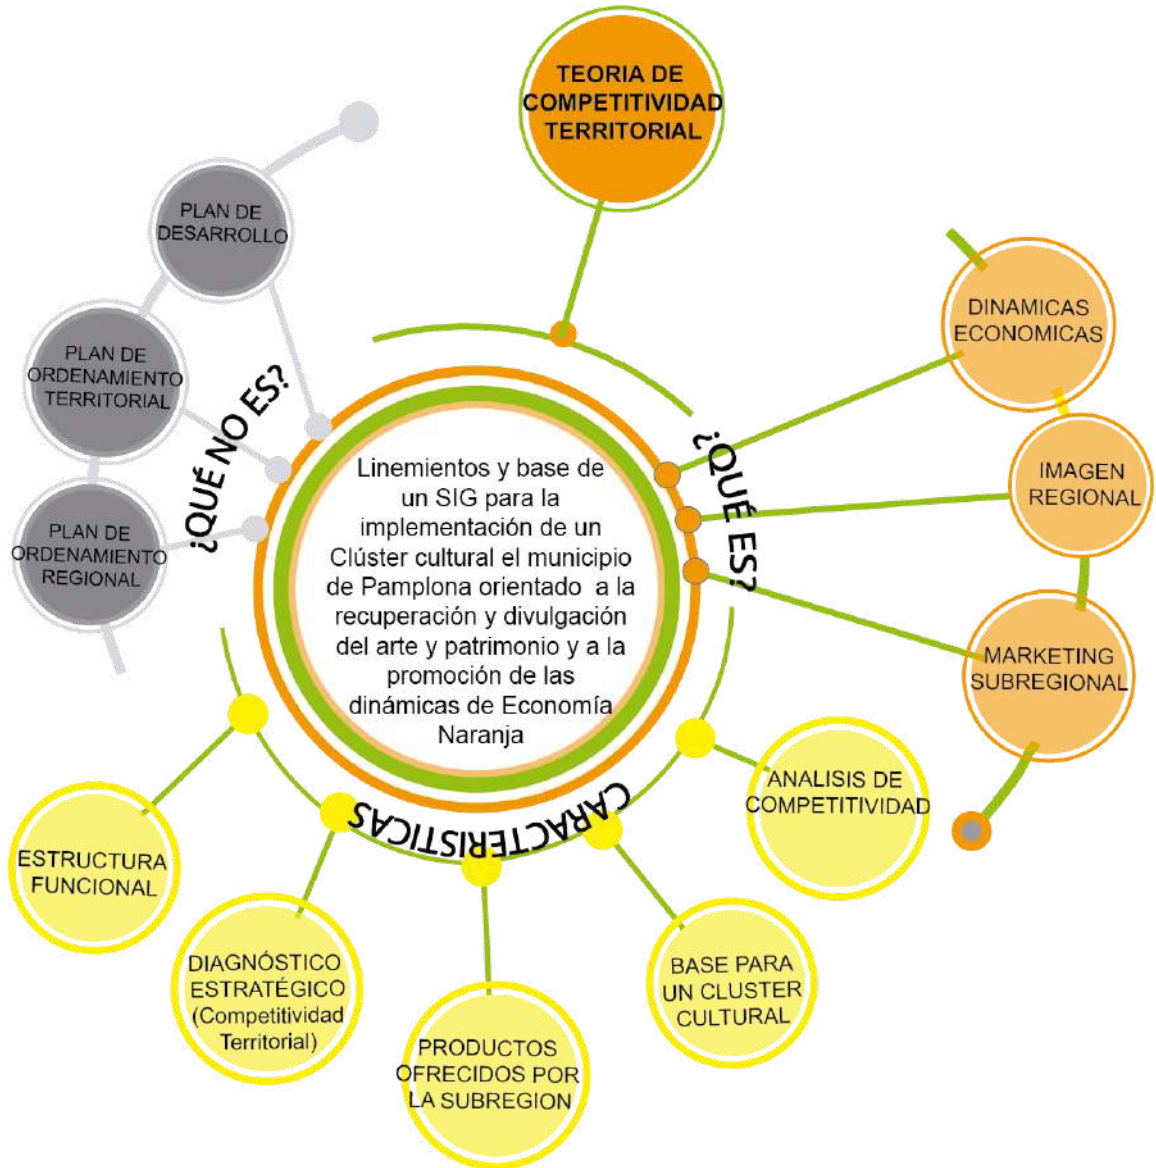 TEORIA DE
COMPETITIVIDAD
TERRITORIAL
PLAN DE
DESARROLLO
PLAN DE
ORDENAMIENTO
TERRITORIAL
PLAN DE
ORDENAMIENTO
REGIONAL
¿QUÉ NO ES?
Linemientos y base de
un SIG para la
implementación de un
Clúster cultural el municipio
de Pamplona orientado a la
recuperación y divulgación
del arte y patrimonio y a la
promoción de las
dinámicas de Economía
Naranja
¿QUÉ ES?
DINAMICAS
ECONOMICAS
IMAGEN
REGIONAL
MARKETING
SUBREGIONAL
CARACTERISTICAS
ESTRUCTURA
FUNCIONAL
DIAGNÓSTICO
ESTRATÉGICO
(Competitividad
Territorial)
PRODUCTOS
OFRECIDOS POR
LA SUBREGION
BASE PARA
UN CLUSTER
CULTURAL
ANALISIS DE
COMPETITIVIDAD